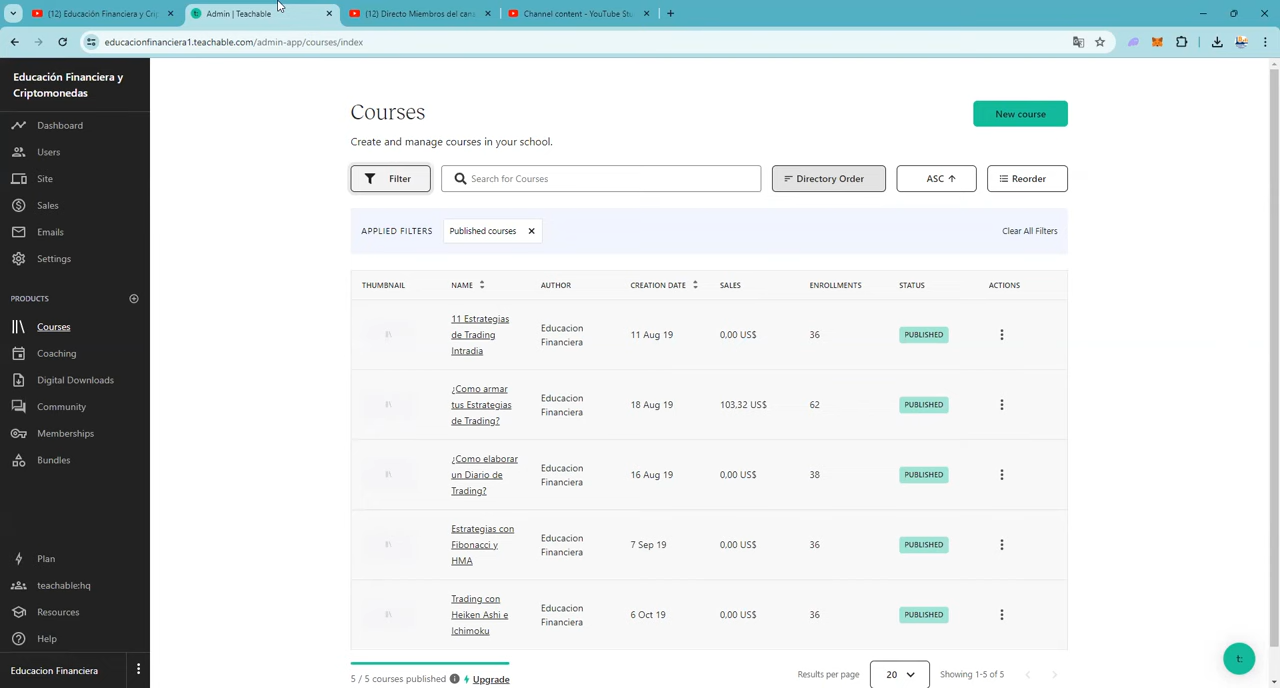 (12) Educación Financiera y Crip
Admin | Teachable
(12) Directo Miembros del cana
Channel content - YouTube Stu
educacionfinanciera1.teachable.com/admin-app/courses/index
Educación Financiera y
Criptomonedas
Dashboard
Users
Site
Sales
Emails
Settings
PRODUCTS
Courses
Coaching
Digital Downloads
Community
Memberships
Bundles
Plan
teachable:hq
Resources
Help
Educacion Financiera
Courses
New course
Create and manage courses in your school.
Filter
Search for Courses
Directory Order
ASC ↑
Reorder
APPLIED FILTERS
Published courses ×
Clear All Filters
THUMBNAIL NAME AUTHOR CREATION DATE SALES ENROLLMENTS STATUS ACTIONS
11 Estrategias
de Trading
Intradia
Educacion
Financiera
11 Aug 19
0,00 US$
36
PUBLISHED
¿Como armar
tus Estrategias
de Trading?
Educacion
Financiera
18 Aug 19
103,32 US$
62
PUBLISHED
¿Como elaborar
un Diario de
Trading?
Educacion
Financiera
16 Aug 19
0,00 US$
38
PUBLISHED
Estrategias con
Fibonacci y
HMA
Educacion
Financiera
7 Sep 19
0,00 US$
36
PUBLISHED
Trading con
Heiken Ashi e
Ichimoku
Educacion
Financiera
6 Oct 19
0,00 US$
36
PUBLISHED
5 / 5 courses published
Upgrade
Results per page
20
Showing 1-5 of 5
t: